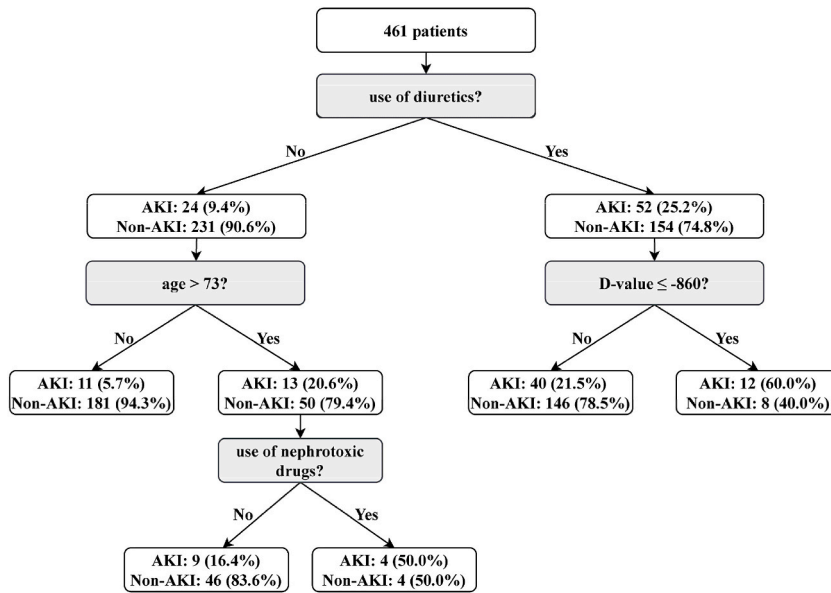 461 patients
use of diuretics?
No
Yes
AKI: 24 (9.4%)
Non-AKI: 231 (90.6%)
AKI: 52 (25.2%)
Non-AKI: 154 (74.8%)
age > 73?
D-value ≤ -860?
No
Yes
No
Yes
AKI: 11 (5.7%)
Non-AKI: 181 (94.3%)
AKI: 13 (20.6%)
Non-AKI: 50 (79.4%)
AKI: 40 (21.5%)
Non-AKI: 146 (78.5%)
AKI: 12 (60.0%)
Non-AKI: 8 (40.0%)
use of nephrotoxic
drugs?
No
Yes
AKI: 9 (16.4%)
Non-AKI: 46 (83.6%)
AKI: 4 (50.0%)
Non-AKI: 4 (50.0%)